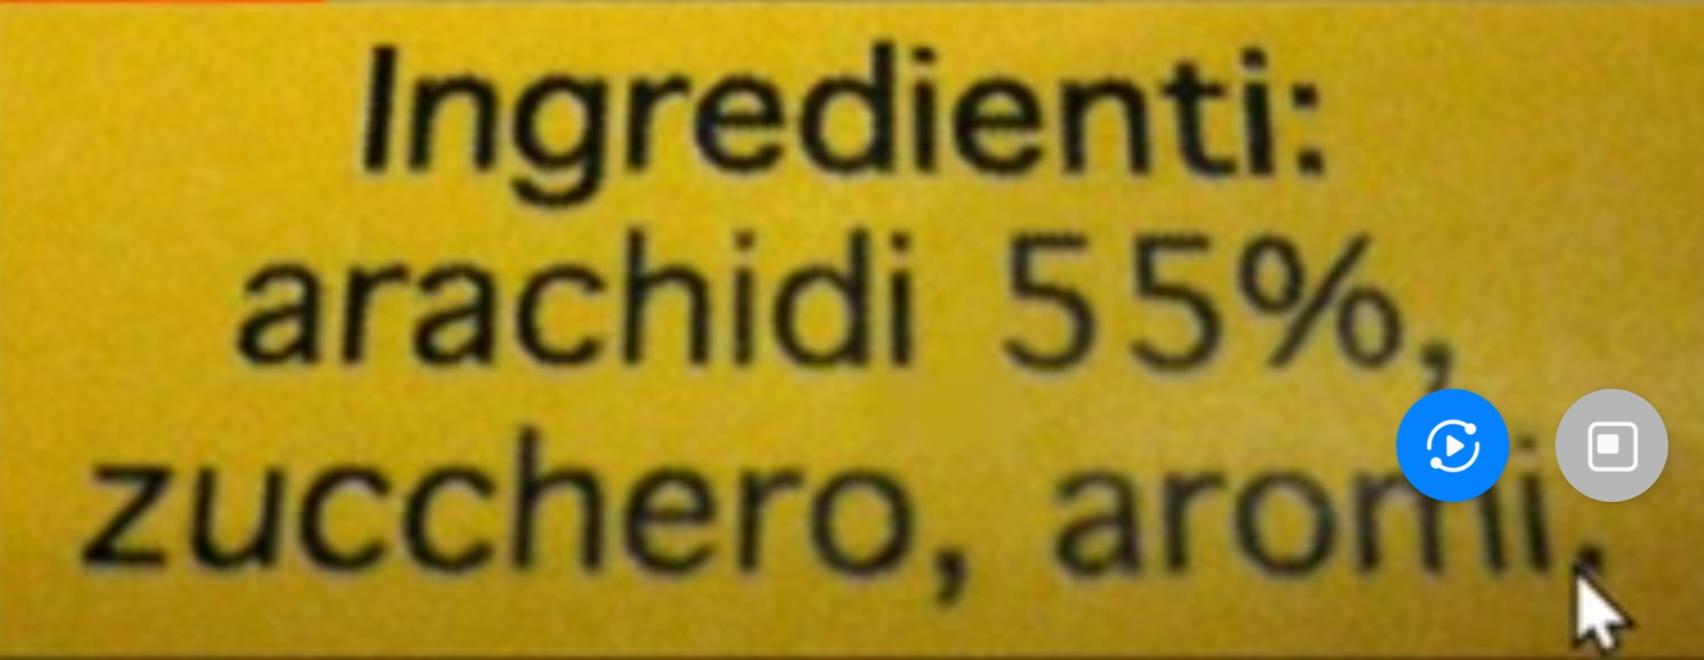 Ingredienti:
arachidi 55%,
zucchero, aromi.